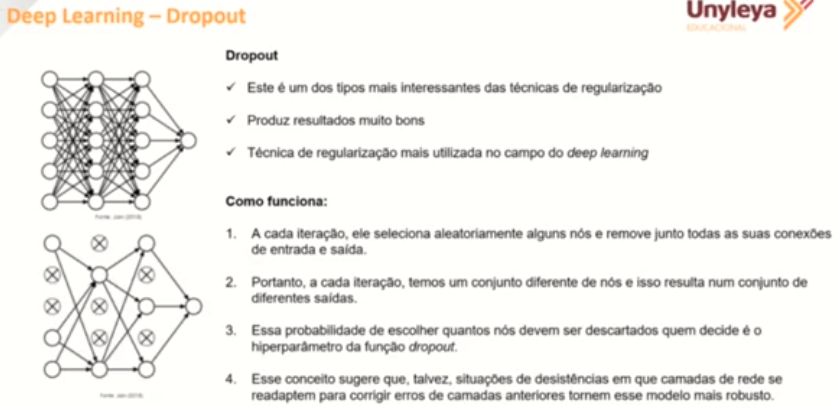 Deep Learning – Dropout
Unyleya
EDUCACIONAL
Dropout
✓ Este é um dos tipos mais interessantes das técnicas de regularização
✓ Produz resultados muito bons
✓ Técnica de regularização mais utilizada no campo do deep learning
Fonte: Jain (2018)
Como funciona:
1. A cada iteração, ele seleciona aleatoriamente alguns nós e remove junto todas as suas conexões
de entrada e saída.
2. Portanto, a cada iteração, temos um conjunto diferente de nós e isso resulta num conjunto de
diferentes saídas.
3. Essa probabilidade de escolher quantos nós devem ser descartados quem decide é o
hiperparâmetro da função dropout.
4. Esse conceito sugere que, talvez, situações de desistências em que camadas de rede se
readaptem para corrigir erros de camadas anteriores tornem esse modelo mais robusto.
Fonte: Jain (2018)